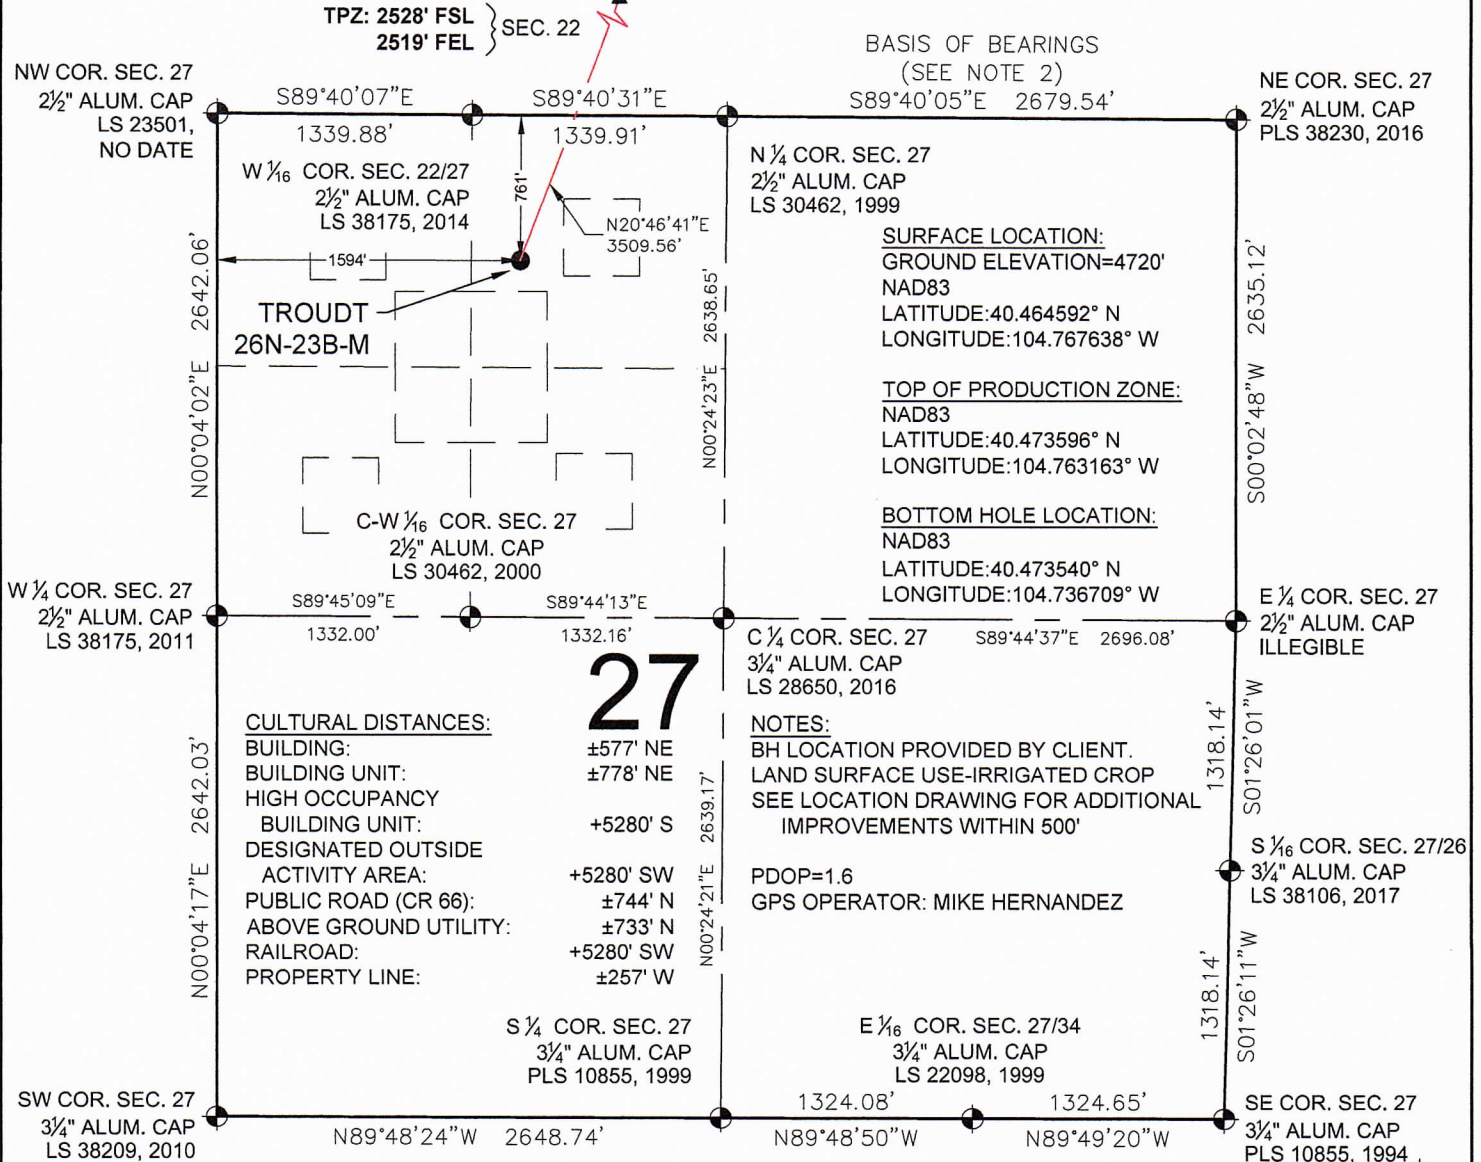 TPZ: 2528' FSL
2519' FEL
SEC. 22
BASIS OF BEARINGS
(SEE NOTE 2)
NW COR. SEC. 27
2½" ALUM. CAP
LS 23501,
NO DATE
S89°40'07"E
1339.88'
S89°40'31"E
1339.91'
S89°40'05"E 2679.54'
NE COR. SEC. 27
2½" ALUM. CAP
PLS 38230, 2016
W 1/16 COR. SEC. 22/27
2½" ALUM. CAP
LS 38175, 2014
761'
N20°46'41"E
3509.56'
N ¼ COR. SEC. 27
2½" ALUM. CAP
LS 30462, 1999
1594'
TROUDT
26N-23B-M
N00°04'02"E 2642.06'
N00°24'23"E 2638.65'
SURFACE LOCATION:
GROUND ELEVATION=4720'
NAD83
LATITUDE:40.464592° N
LONGITUDE:104.767638° W
TOP OF PRODUCTION ZONE:
NAD83
LATITUDE:40.473596° N
LONGITUDE:104.763163° W
BOTTOM HOLE LOCATION:
NAD83
LATITUDE:40.473540° N
LONGITUDE:104.736709° W
S00°02'48"W 2635.12'
C-W 1/16 COR. SEC. 27
2½" ALUM. CAP
LS 30462, 2000
W ¼ COR. SEC. 27
2½" ALUM. CAP
LS 38175, 2011
S89°45'09"E
1332.00'
S89°44'13"E
1332.16'
C ¼ COR. SEC. 27
3¼" ALUM. CAP
LS 28650, 2016
S89°44'37"E 2696.08'
E ¼ COR. SEC. 27
2½" ALUM. CAP
ILLEGIBLE
27
CULTURAL DISTANCES:
BUILDING: ±577' NE
BUILDING UNIT: ±778' NE
HIGH OCCUPANCY
BUILDING UNIT: +5280' S
DESIGNATED OUTSIDE
ACTIVITY AREA: +5280' SW
PUBLIC ROAD (CR 66): ±744' N
ABOVE GROUND UTILITY: ±733' N
RAILROAD: +5280' SW
PROPERTY LINE: ±257' W
N00°04'17"E 2642.03'
N00°24'21"E 2639.17'
NOTES:
BH LOCATION PROVIDED BY CLIENT.
LAND SURFACE USE-IRRIGATED CROP
SEE LOCATION DRAWING FOR ADDITIONAL
IMPROVEMENTS WITHIN 500'
PDOP=1.6
GPS OPERATOR: MIKE HERNANDEZ
1318.14'
S01°26'01"W
S 1/16 COR. SEC. 27/26
3¼" ALUM. CAP
LS 38106, 2017
1318.14'
S01°26'11"W
S ¼ COR. SEC. 27
3¼" ALUM. CAP
PLS 10855, 1999
E 1/16 COR. SEC. 27/34
3¼" ALUM. CAP
LS 22098, 1999
SW COR. SEC. 27
3¼" ALUM. CAP
LS 38209, 2010
N89°48'24"W 2648.74'
1324.08'
N89°48'50"W
1324.65'
N89°49'20"W
SE COR. SEC. 27
3¼" ALUM. CAP
PLS 10855, 1994